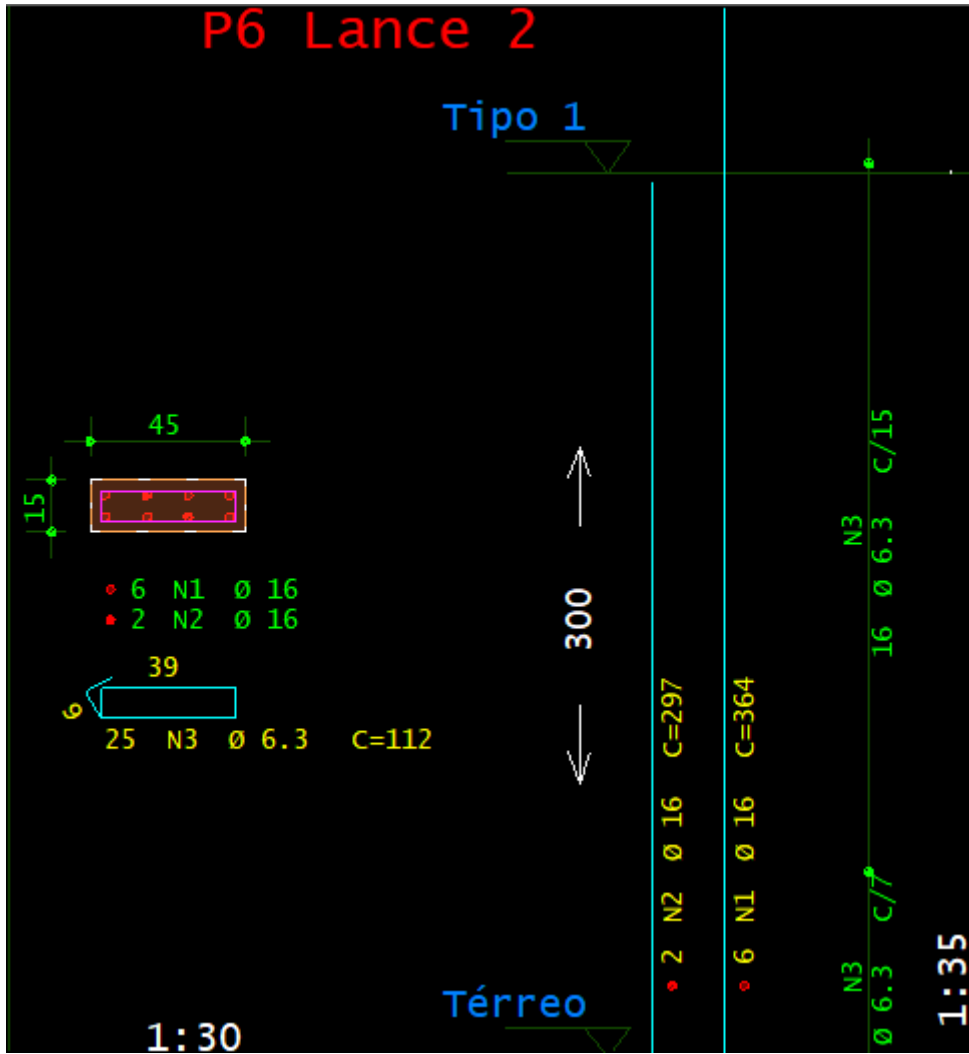 P6 Lance 2
Tipo 1
45
15
6 N1 Ø 16
2 N2 Ø 16
39
9
25 N3 Ø 6.3 C=112
300
2 N2 Ø 16 C=297
6 N1 Ø 16 C=364
N3
16 Ø 6.3 C/15
N3
Ø 6.3 C/7
Térreo
1:30
1:35